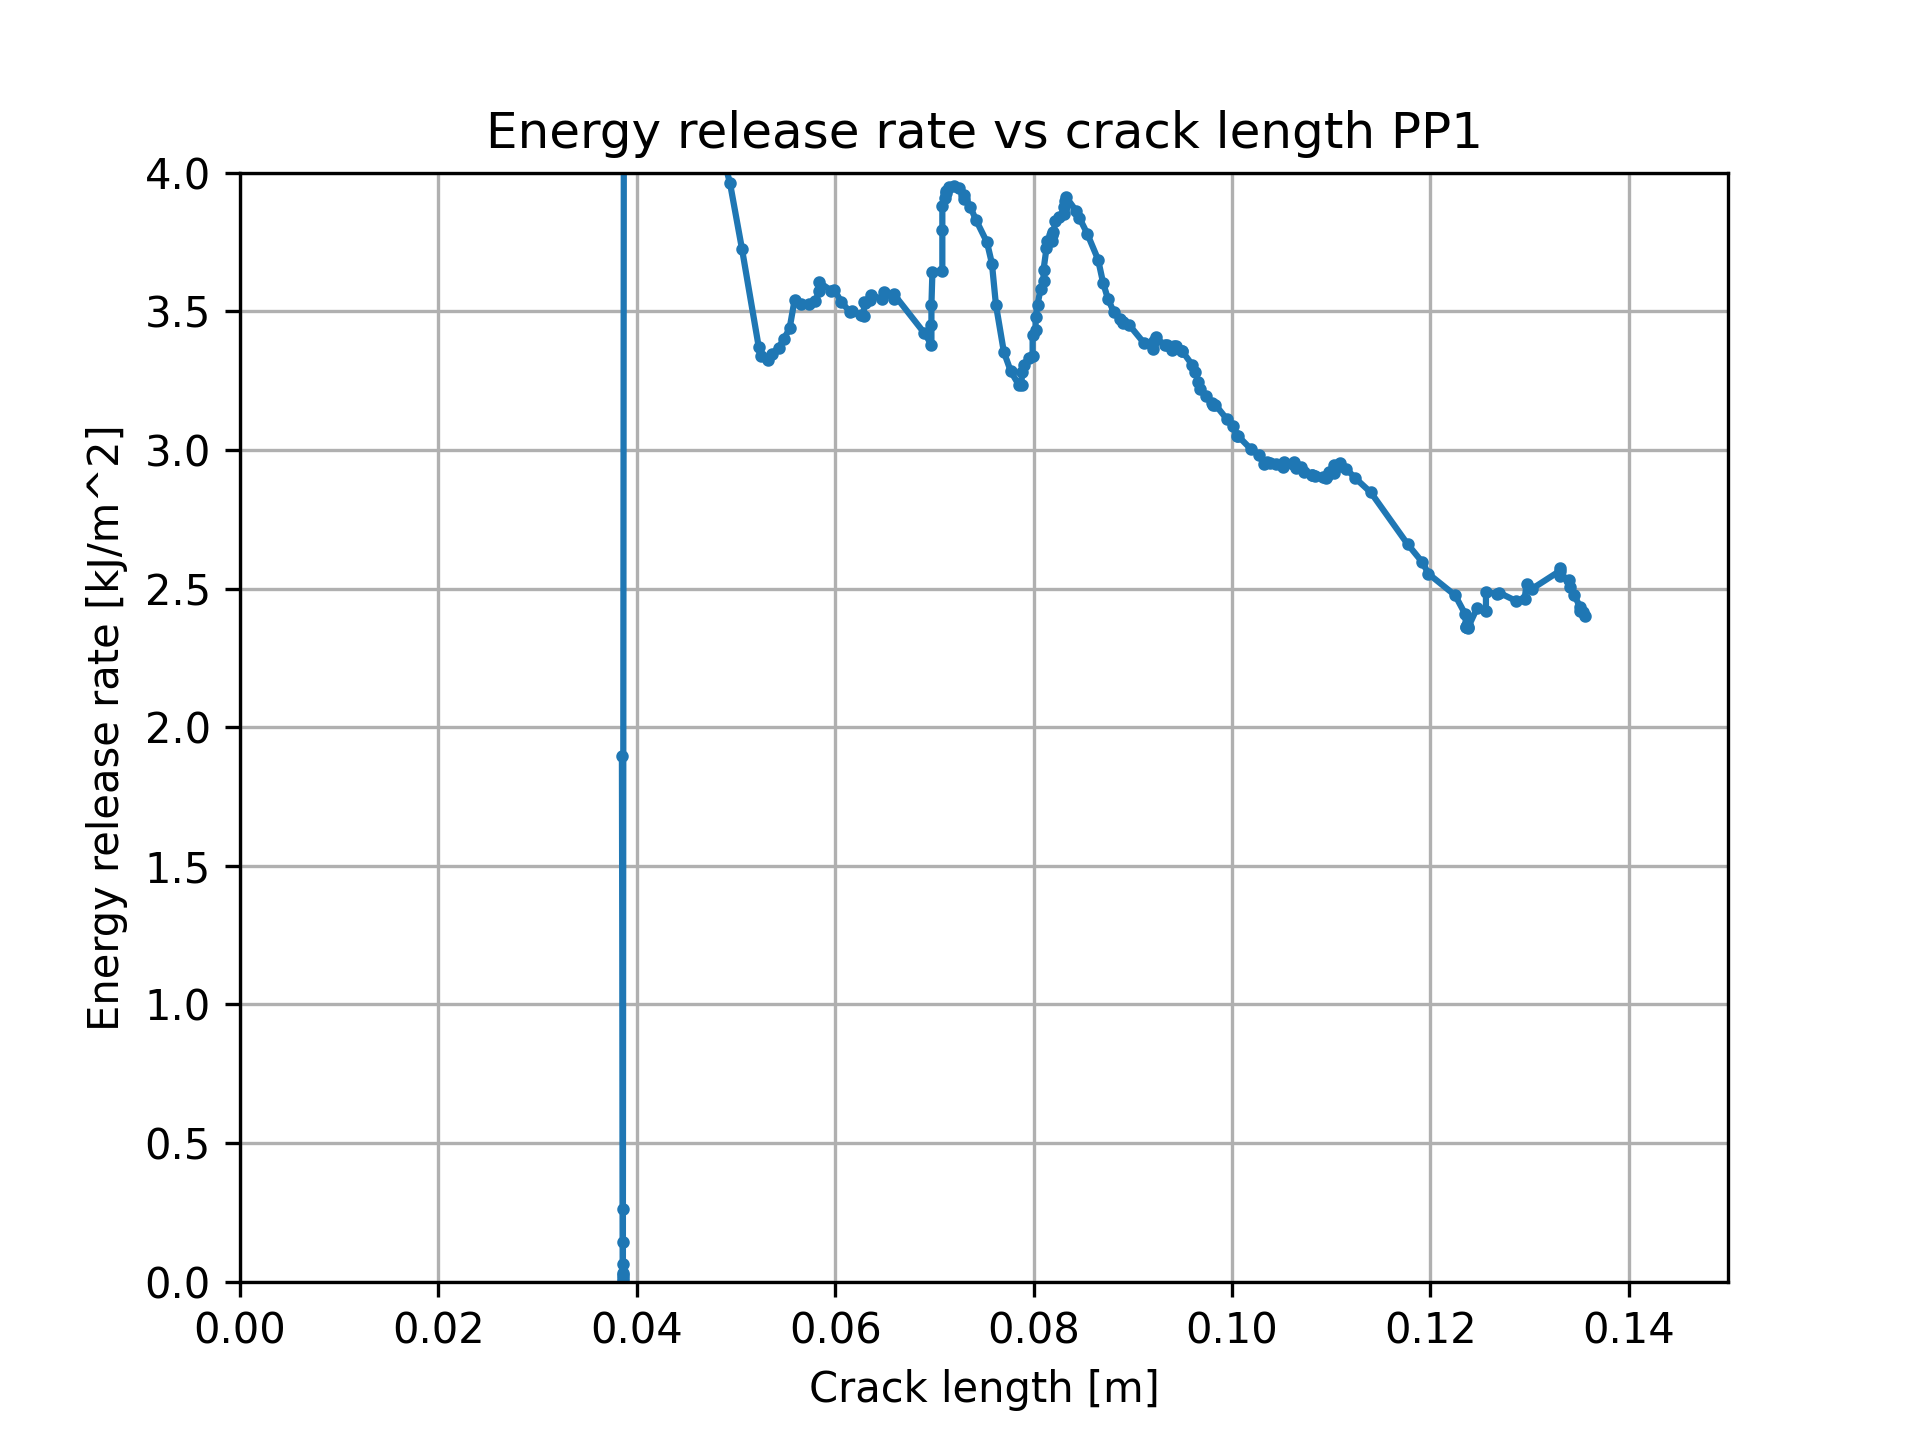 Energy release rate vs crack length PP1
Energy release rate [kJ/m^2]
4.0
3.5
3.0
2.5
2.0
1.5
1.0
0.5
0.0
0.00 0.02 0.04 0.06 0.08 0.10 0.12 0.14
Crack length [m]